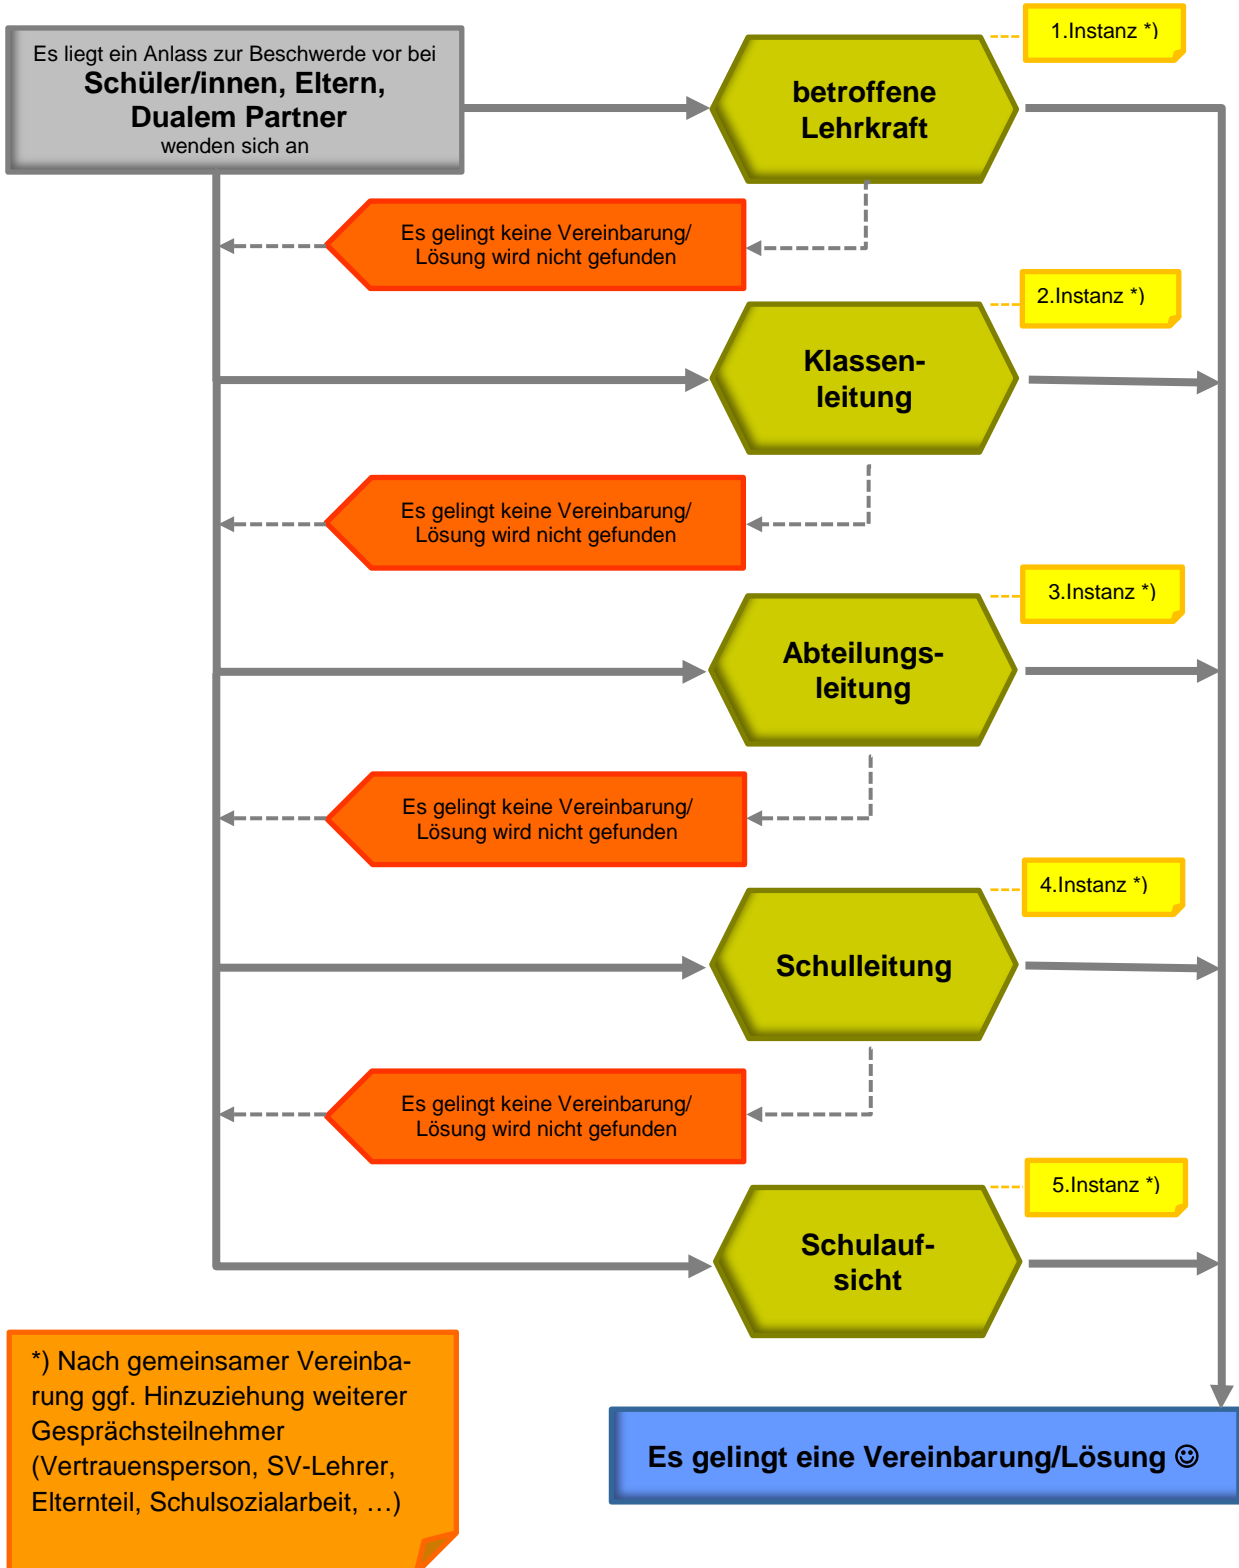 Es liegt ein Anlass zur Beschwerde vor bei
Schüler/innen, Eltern,
Dualem Partner
wenden sich an
1.Instanz *)
betroffene
Lehrkraft
Es gelingt keine Vereinbarung/
Lösung wird nicht gefunden
2.Instanz *)
Klassen-
leitung
Es gelingt keine Vereinbarung/
Lösung wird nicht gefunden
3.Instanz *)
Abteilungs-
leitung
Es gelingt keine Vereinbarung/
Lösung wird nicht gefunden
4.Instanz *)
Schulleitung
Es gelingt keine Vereinbarung/
Lösung wird nicht gefunden
5.Instanz *)
Schulauf-
sicht
*) Nach gemeinsamer Vereinba-
rung ggf. Hinzuziehung weiterer
Gesprächsteilnehmer
(Vertrauensperson, SV-Lehrer,
Elternteil, Schulsozialarbeit, …)
Es gelingt eine Vereinbarung/Lösung ☺